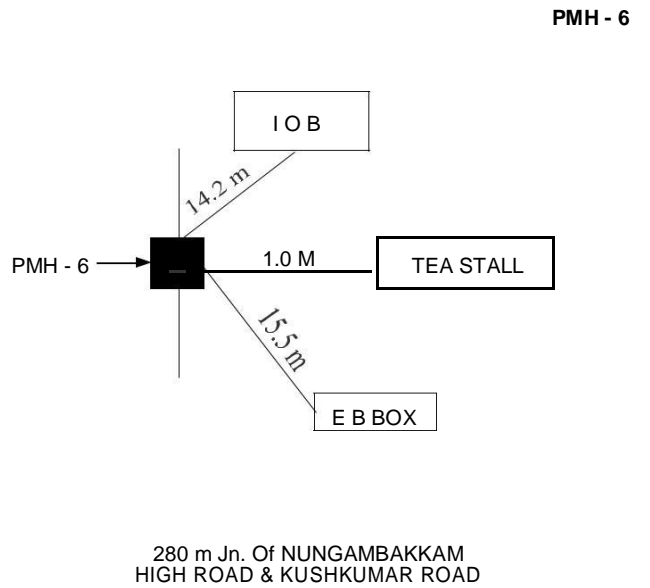 PMH - 6
I O B
14.2 m
PMH - 6
1.0 M
TEA STALL
15.5 m
E B BOX
280 m Jn. Of NUNGAMBAKKAM
HIGH ROAD & KUSHKUMAR ROAD